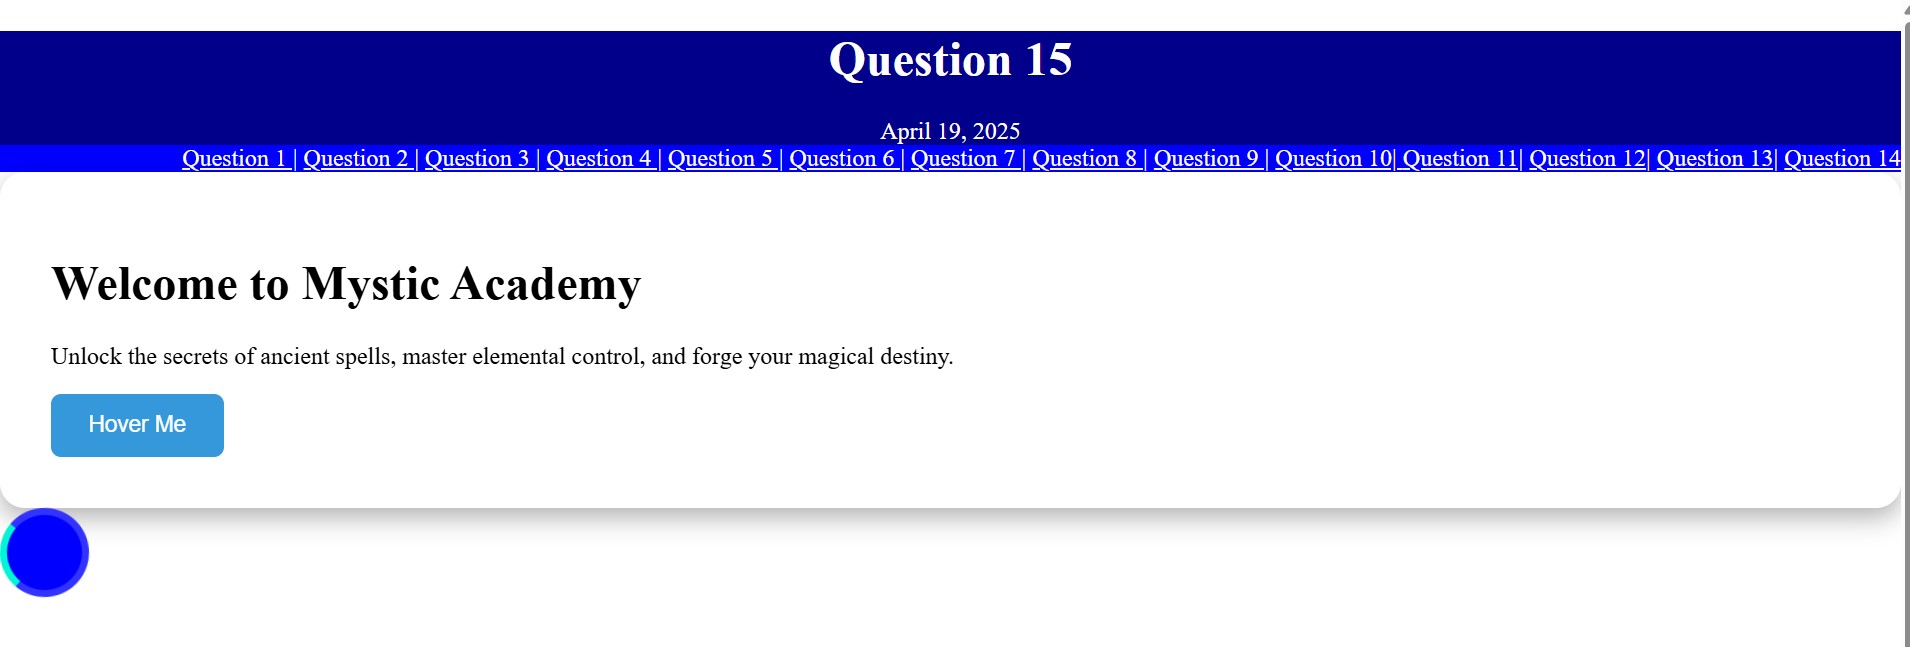 Question 15
April 19, 2025
Question 1 | Question 2 | Question 3 | Question 4 | Question 5 | Question 6 | Question 7 | Question 8 | Question 9 | Question 10| Question 11| Question 12| Question 13| Question 14
Welcome to Mystic Academy
Unlock the secrets of ancient spells, master elemental control, and forge your magical destiny.
Hover Me